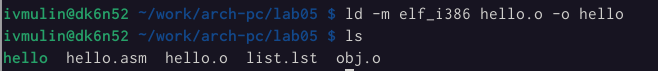 ivmulin@dk6n52 ~/work/arch-pc/lab05 $ ld -m elf_i386 hello.o -o hello
ivmulin@dk6n52 ~/work/arch-pc/lab05 $ ls
hello  hello.asm  hello.o  list.lst  obj.o